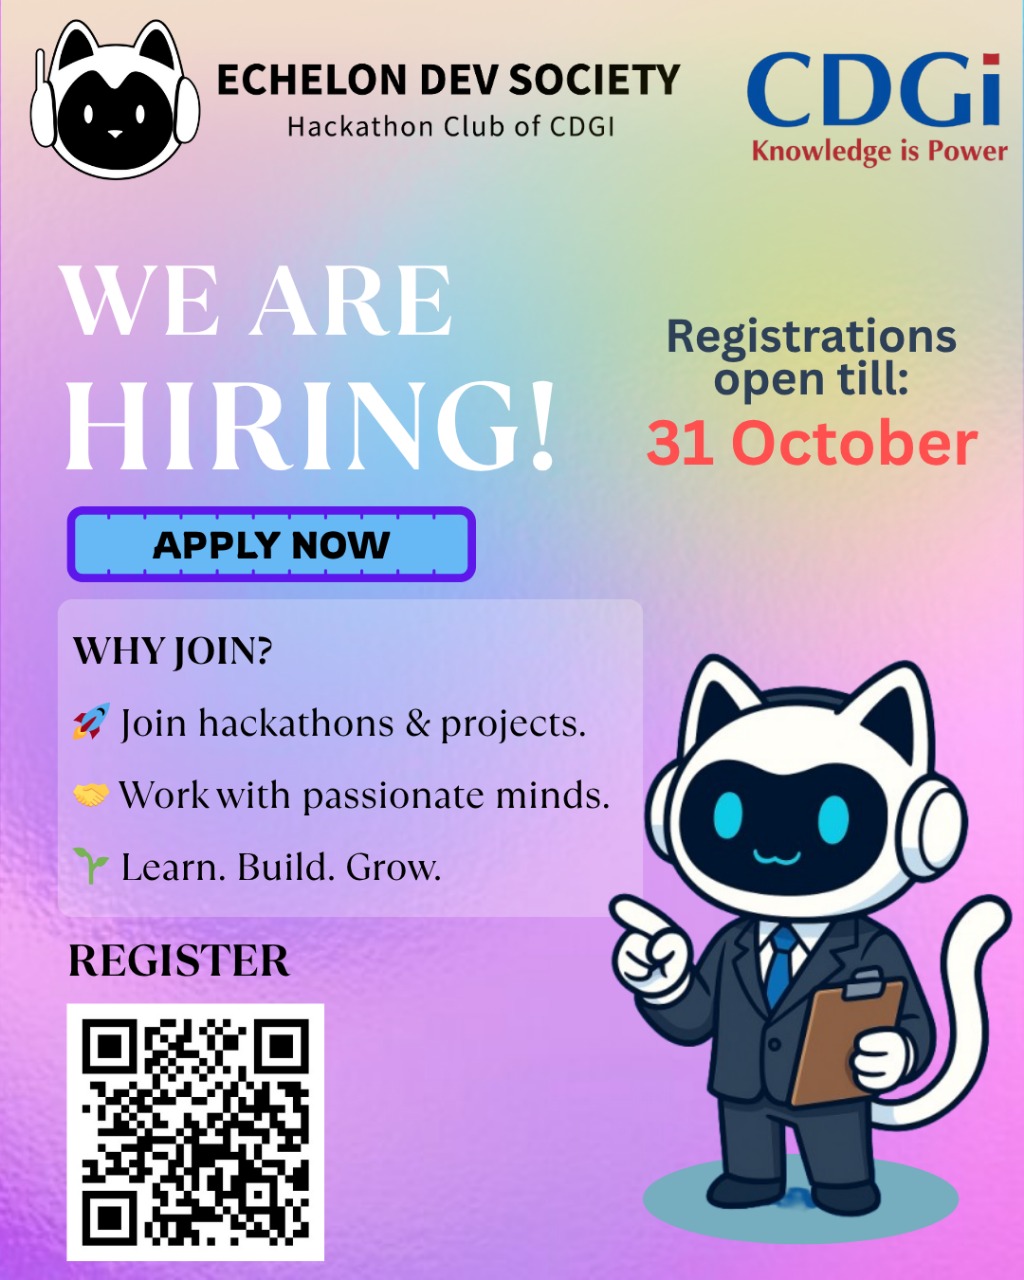 ECHELON DEV SOCIETY
Hackathon Club of CDGI
CDGi
Knowledge is Power
WE ARE
HIRING!
Registrations
open till:
31 October
APPLY NOW
WHY JOIN?
🚀 Join hackathons & projects.
🤝 Work with passionate minds.
🌱 Learn. Build. Grow.
REGISTER